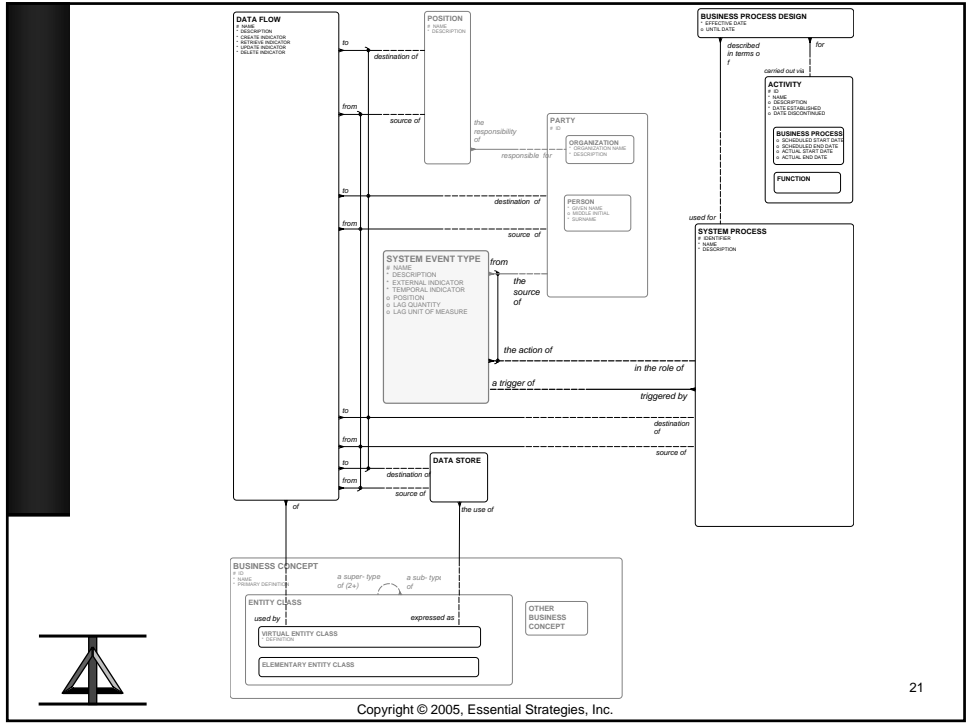 DATA FLOW
# NAME
* DESCRIPTION
* CREATE INDICATOR
* RETRIEVE INDICATOR
* UPDATE INDICATOR
* DELETE INDICATOR
POSITION
# NAME
* DESCRIPTION
BUSINESS PROCESS DESIGN
* EFFECTIVE DATE
o UNTIL DATE
to
destination of
described
in terms o
f
for
carried out via
ACTIVITY
# ID
* NAME
o DESCRIPTION
* DATE ESTABLISHED
o DATE DISCONTINUED
BUSINESS PROCESS
o SCHEDULED START DATE
o SCHEDULED END DATE
o ACTUAL START DATE
o ACTUAL END DATE
FUNCTION
from
source of
the
responsibility
of
responsible for
PARTY
# ID
ORGANIZATION
* ORGANIZATION NAME
* DESCRIPTION
PERSON
* GIVEN NAME
o MIDDLE INITIAL
* SURNAME
to
destination of
from
source of
used for
SYSTEM PROCESS
# IDENTIFIER
* NAME
* DESCRIPTION
SYSTEM EVENT TYPE
# NAME
* DESCRIPTION
* EXTERNAL INDICATOR
* TEMPORAL INDICATOR
o POSITION
o LAG QUANTITY
o LAG UNIT OF MEASURE
from
the
source
of
the action of
in the role of
a trigger of
triggered by
to
destination
of
from
source of
to
destination of
from
source of
DATA STORE
of
the use of
BUSINESS CONCEPT
# ID
* NAME
* PRIMARY DEFINITION
a super- type
of (2+)
a sub- type
of
ENTITY CLASS
used by
expressed as
VIRTUAL ENTITY CLASS
* DEFINITION
ELEMENTARY ENTITY CLASS
OTHER
BUSINESS
CONCEPT
21
Copyright © 2005, Essential Strategies, Inc.